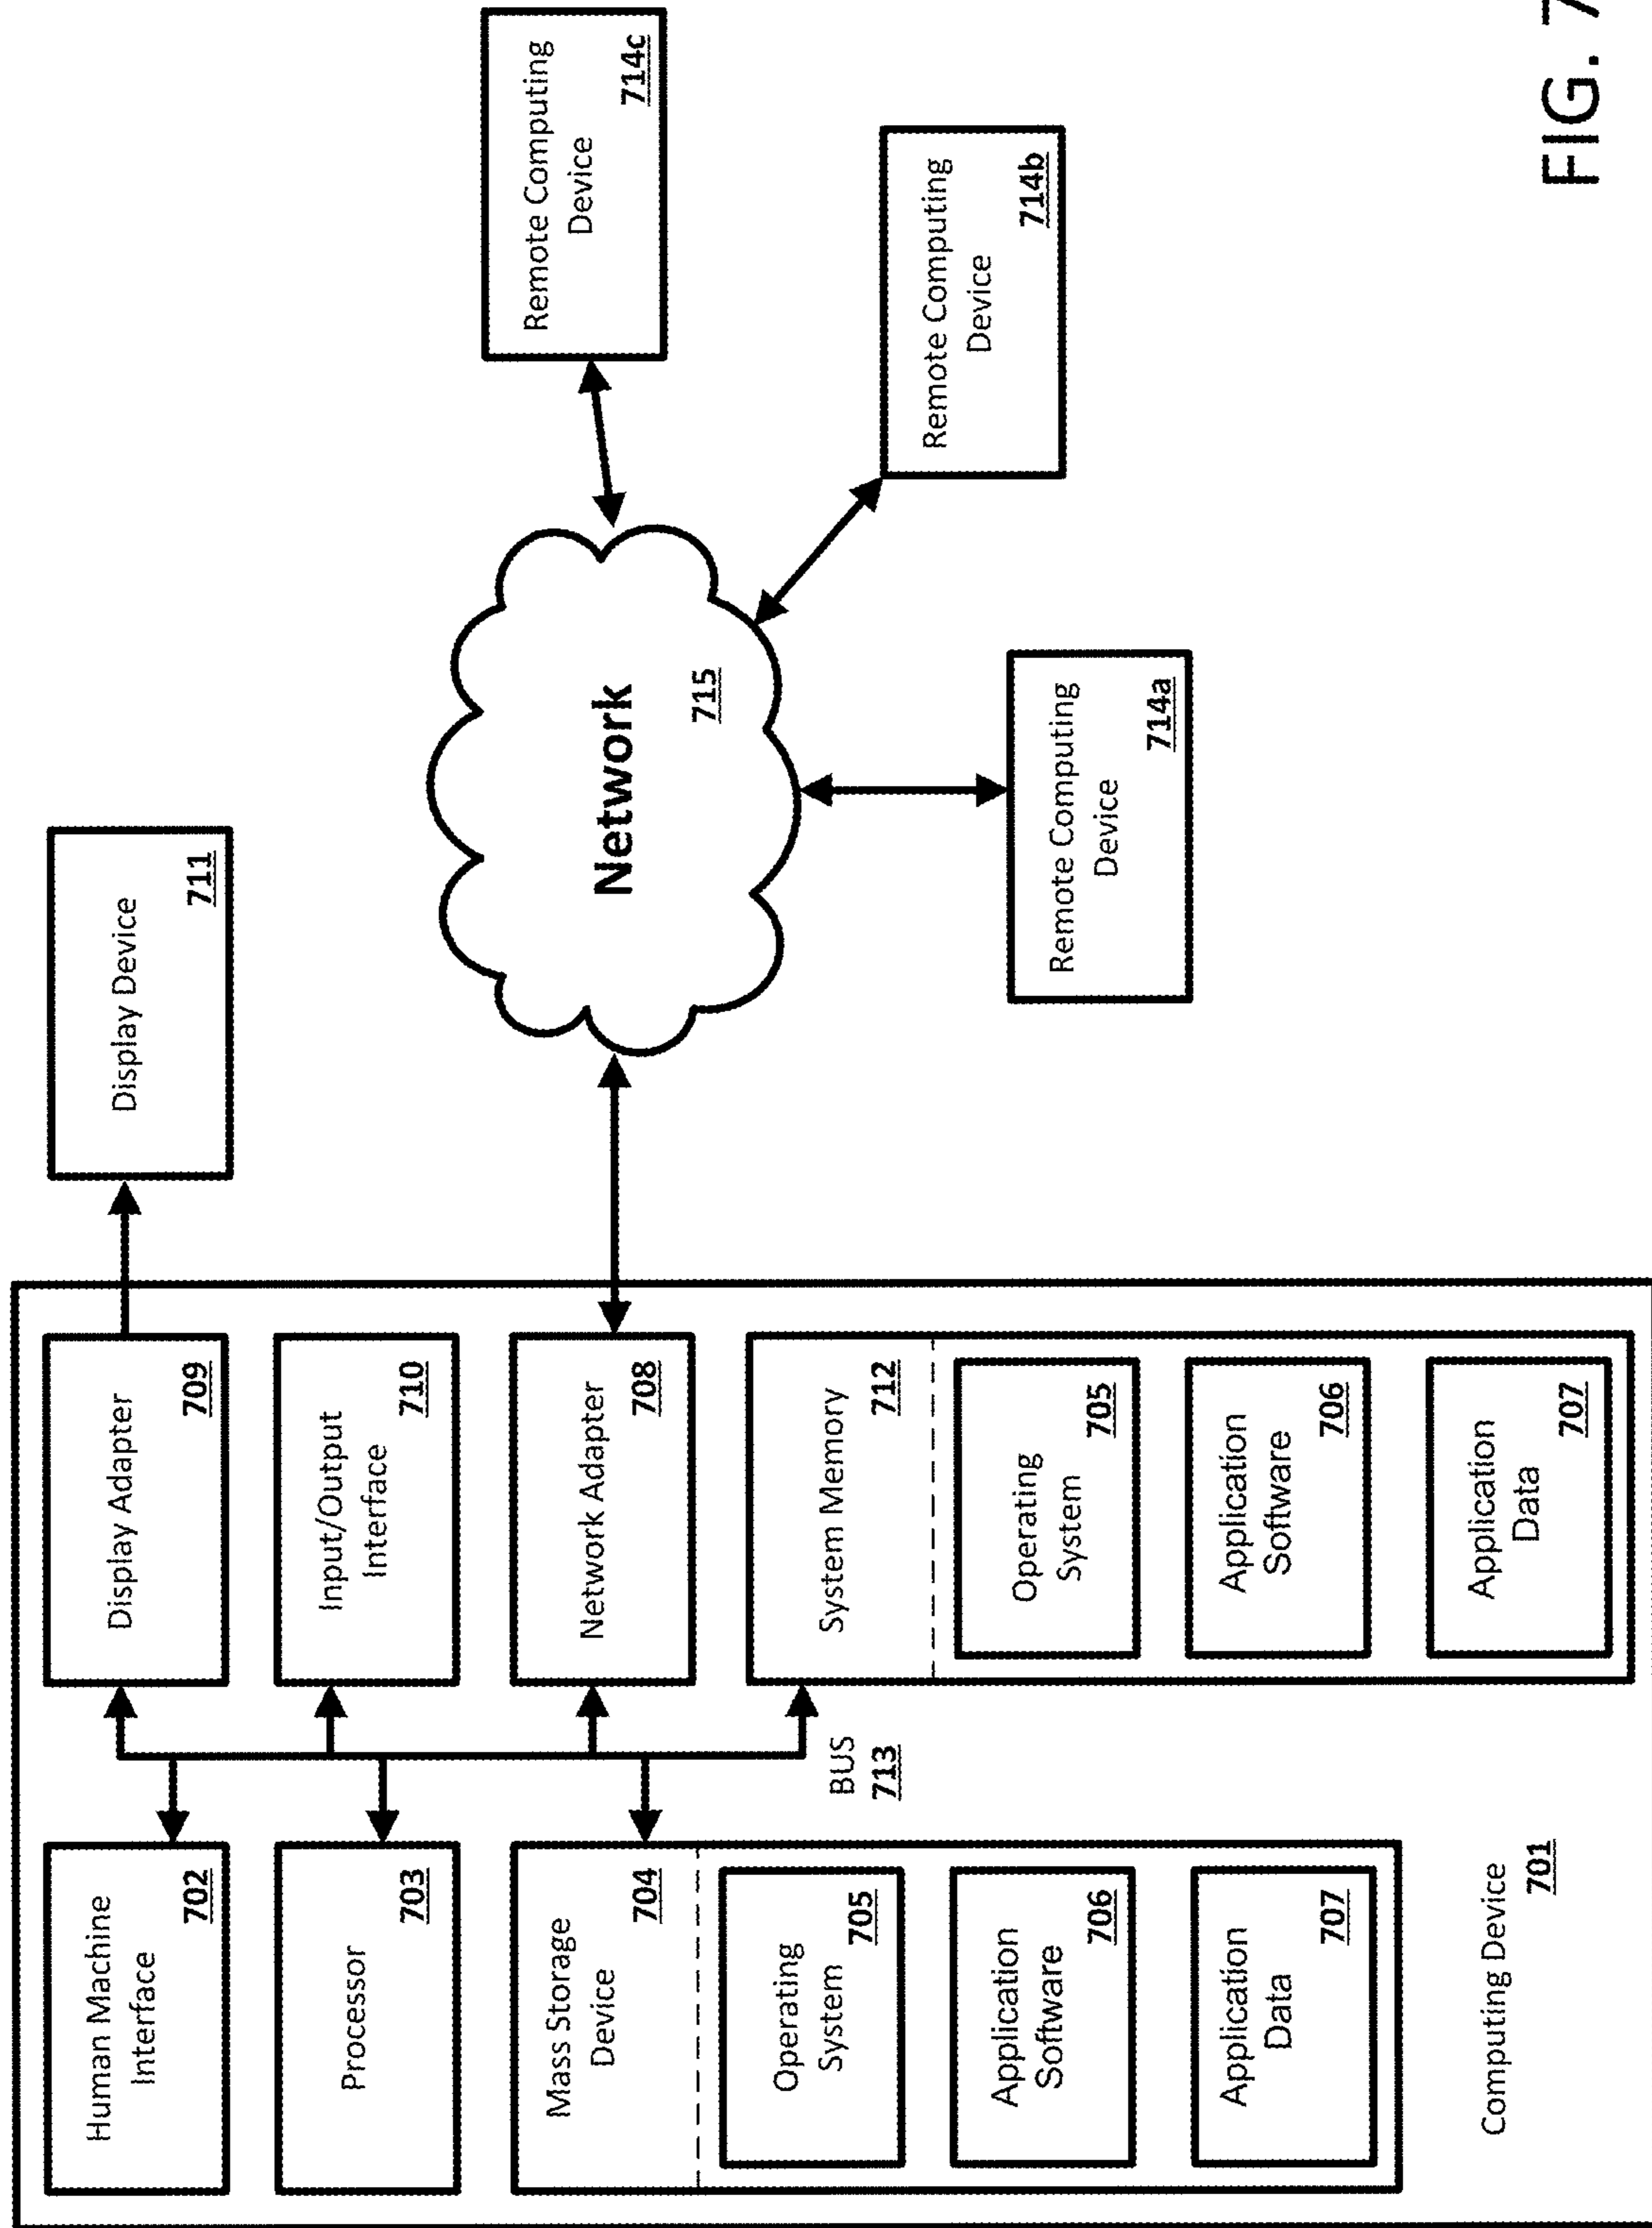 Human Machine
Interface
702
Processor
703
Mass Storage
Device
704
Operating
System
705
Application
Software
706
Application
Data
707
Computing Device
701
BUS
713
Display Adapter
709
Input/Output
Interface
710
Network Adapter
708
System Memory
712
Operating
System
705
Application
Software
706
Application
Data
707
Display Device
711
Network
715
Remote Computing
Device
714a
Remote Computing
Device
714b
Remote Computing
Device
714c
FIG. 7